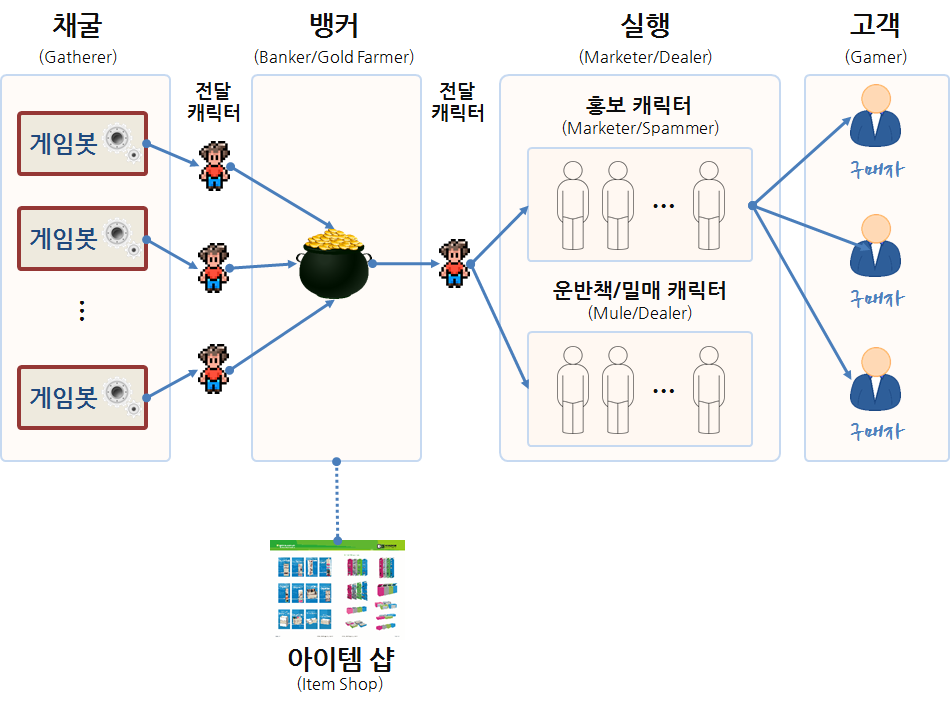 채굴
(Gatherer)
뱅커
(Banker/Gold Farmer)
실행
(Marketer/Dealer)
고객
(Gamer)
전달
캐릭터
전달
캐릭터
게임봇
게임봇
⋮
게임봇
홍보 캐릭터
(Marketer/Spammer)
...
운반책/밀매 캐릭터
(Mule/Dealer)
...
구매자
구매자
구매자
아이템 샵
(Item Shop)